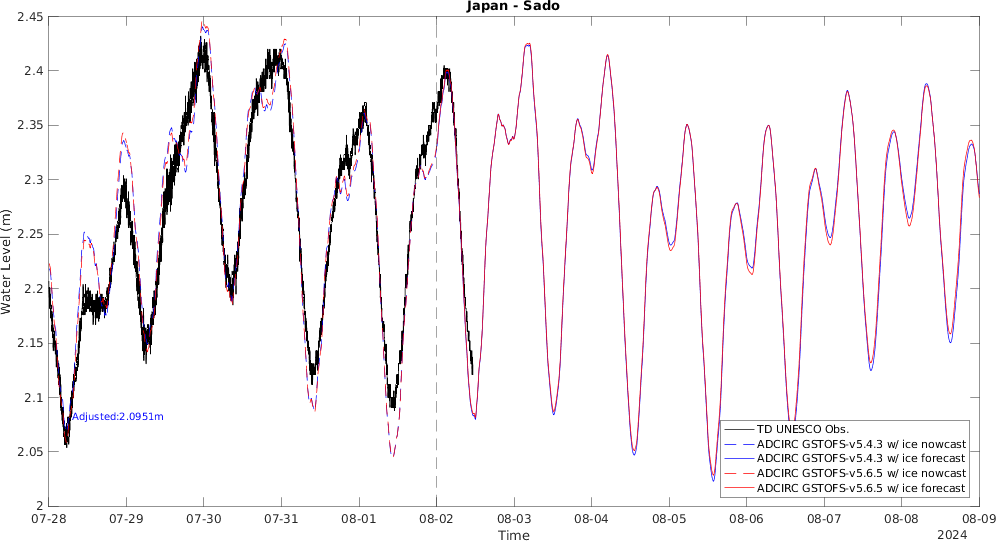 Japan - Sado
Water Level (m)
2.45
2.4
2.35
2.3
2.25
2.2
2.15
2.1
2.05
2
Adjusted:2.0951m
TD UNESCO Obs.
ADCIRC GSTOFS-v5.4.3 w/ ice nowcast
ADCIRC GSTOFS-v5.4.3 w/ ice forecast
ADCIRC GSTOFS-v5.6.5 w/ ice nowcast
ADCIRC GSTOFS-v5.6.5 w/ ice forecast
07-28 07-29 07-30 07-31 08-01 08-02 08-03 08-04 08-05 08-06 08-07 08-08 08-09
Time
2024